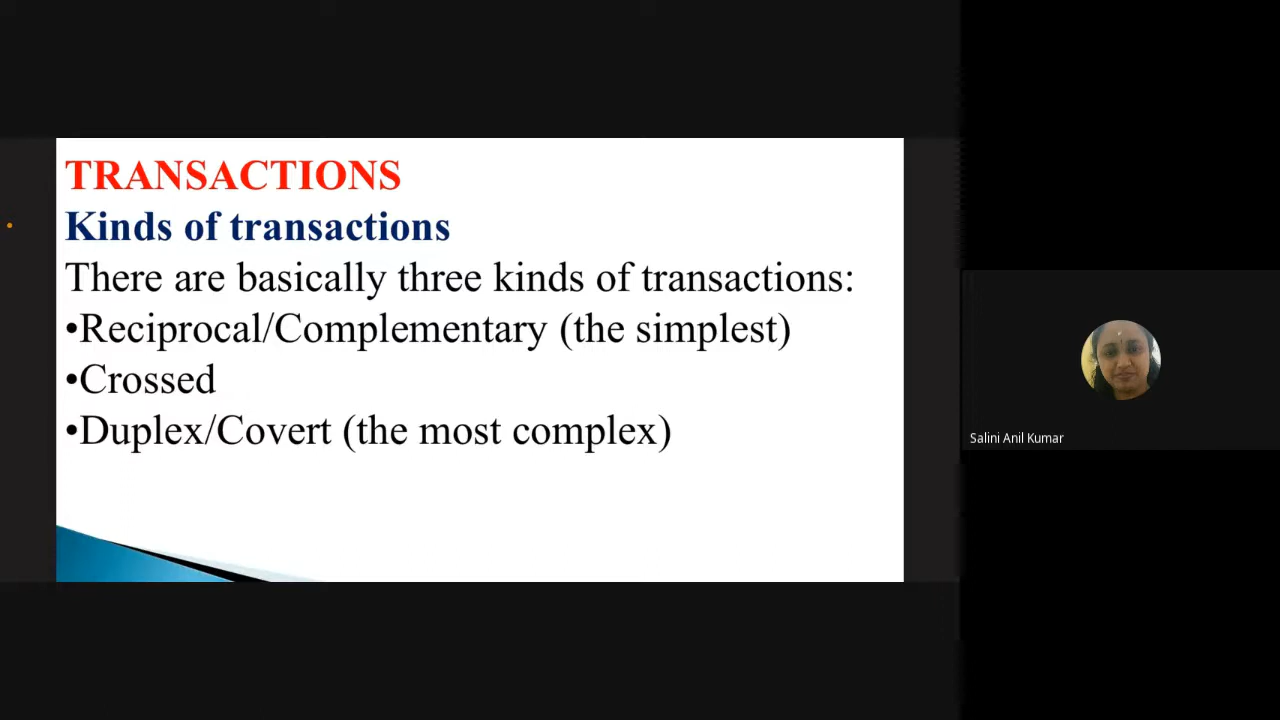 TRANSACTIONS
Kinds of transactions
There are basically three kinds of transactions:
•Reciprocal/Complementary (the simplest)
•Crossed
•Duplex/Covert (the most complex)
Salini Anil Kumar